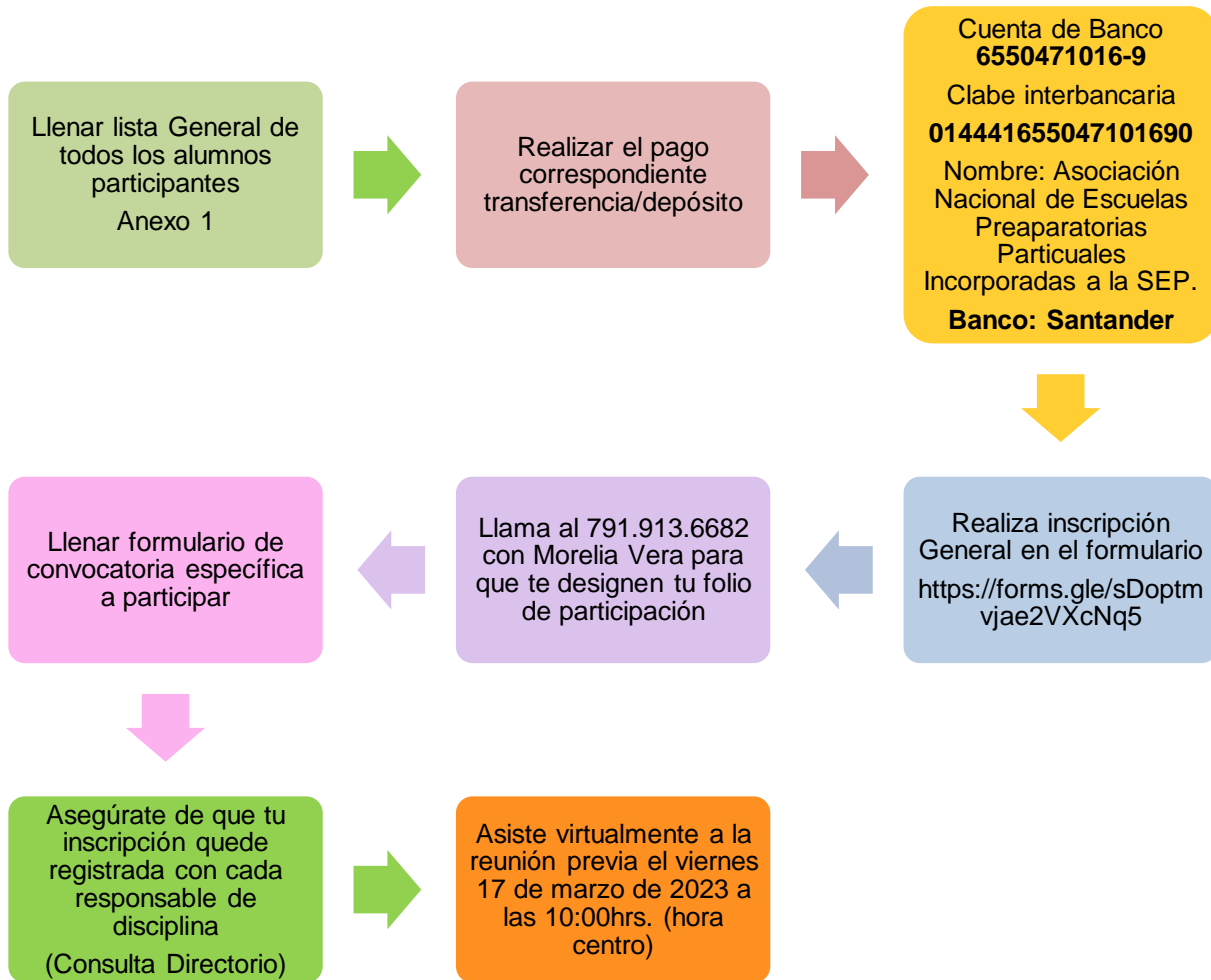 Llenar lista General de
todos los alumnos
participantes
Anexo 1
Realizar el pago
correspondiente
transferencia/depósito
Cuenta de Banco
6550471016-9
Clabe interbancaria
014441655047101690
Nombre: Asociación
Nacional de Escuelas
Preaparatorias
Particuales
Incorporadas a la SEP.
Banco: Santander
Realiza inscripción
General en el formulario
https://forms.gle/sDoptm
vjae2VXcNq5
Llama al 791.913.6682
con Morelia Vera para
que te designen tu folio
de participación
Llenar formulario de
convocatoria específica
a participar
Asegúrate de que tu
inscripción quede
registrada con cada
responsable de
disciplina
(Consulta Directorio)
Asiste virtualmente a la
reunión previa el viernes
17 de marzo de 2023 a
las 10:00hrs. (hora
centro)